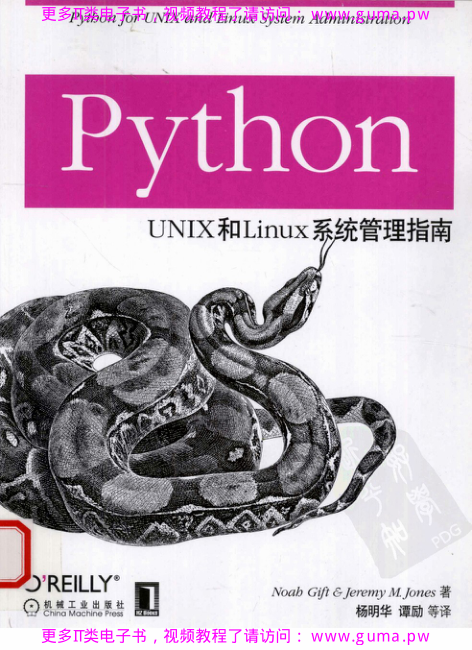 Python for UNIX and Linux System Administration
更多IT类电子书，视频教程了请访问： www.guma.pw
Python
UNIX和Linux系统管理指南
PDG
O'REILLY®
机械工业出版社
China Machine Press
HZ Books
Noah Gift & Jeremy M. Jones 著
杨明华 谭励 等译
更多IT类电子书，视频教程了请访问： www.guma.pw